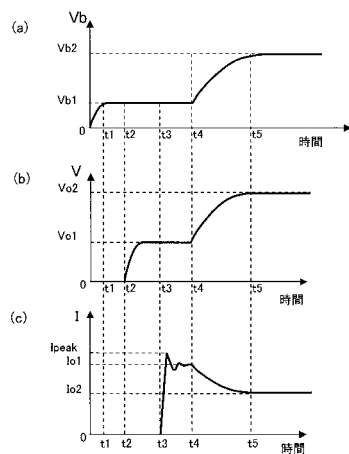 (a)
Vb
Vb2
Vb1
0
t1 t2 t3 t4 t5
時間
(b)
V
Vo2
Vo1
0
t1 t2 t3 t4 t5
時間
(c)
I
Ipeak
Io1
Io2
0
t1 t2 t3 t4 t5
時間